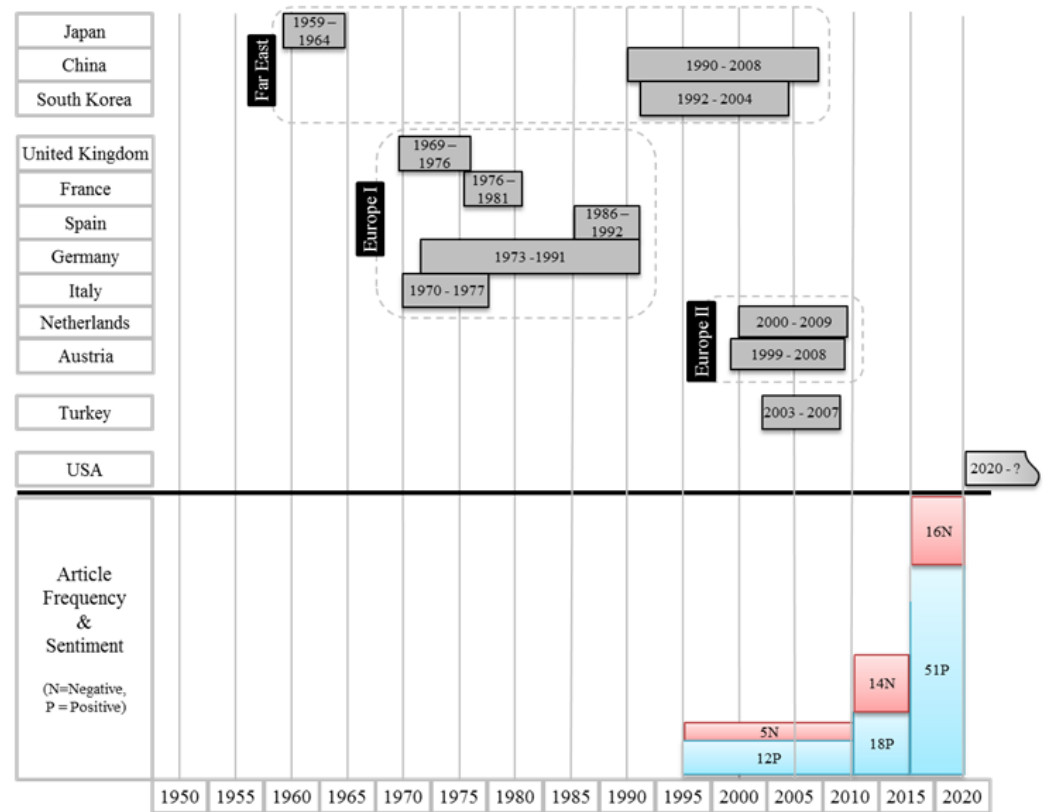 Japan
1959 –
1964
China
1990 - 2008
South Korea
1992 - 2004
Far East
United Kingdom
1969 –
1976
France
1976 –
1981
Spain
1986 –
1992
Germany
1973 -1991
Italy
1970 - 1977
Europe I
Netherlands
2000 - 2009
Austria
1999 - 2008
Europe II
Turkey
2003 - 2007
USA
2020 - ?
Article
Frequency
&
Sentiment
(N=Negative,
P = Positive)
5N
12P
14N
18P
16N
51P
1950 1955 1960 1965 1970 1975 1980 1985 1990 1995 2000 2005 2010 2015 2020